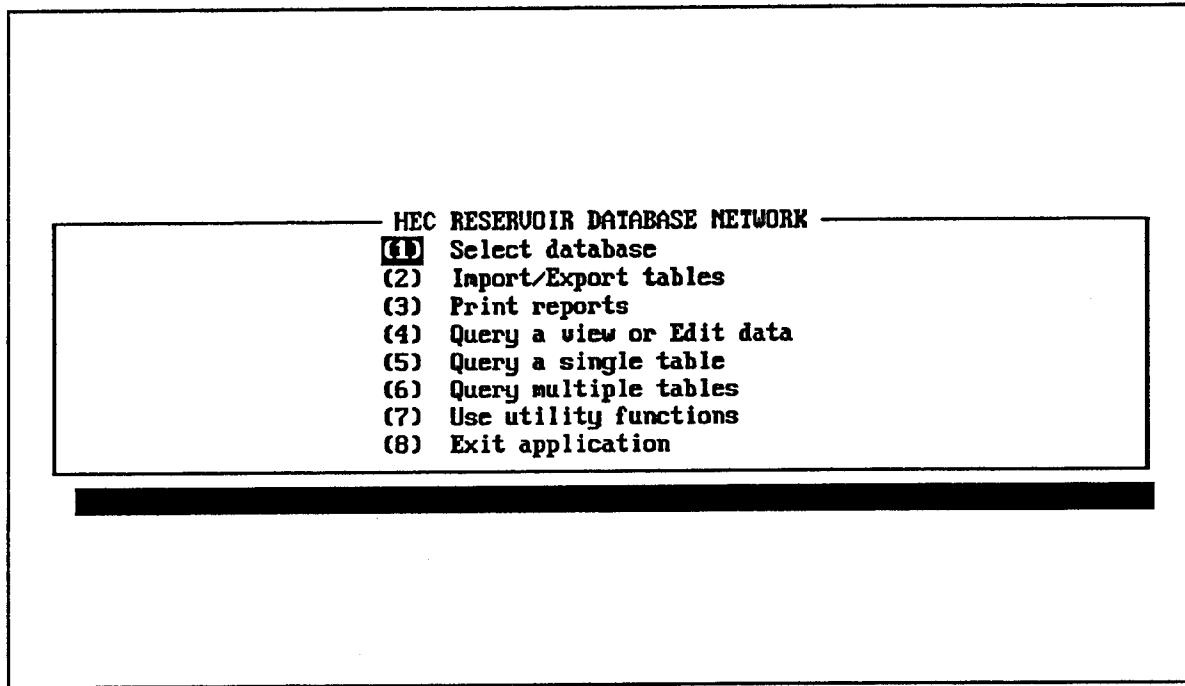 HEC RESERVOIR DATABASE NETWORK
(1) Select database
(2) Import/Export tables
(3) Print reports
(4) Query a view or Edit data
(5) Query a single table
(6) Query multiple tables
(7) Use utility functions
(8) Exit application